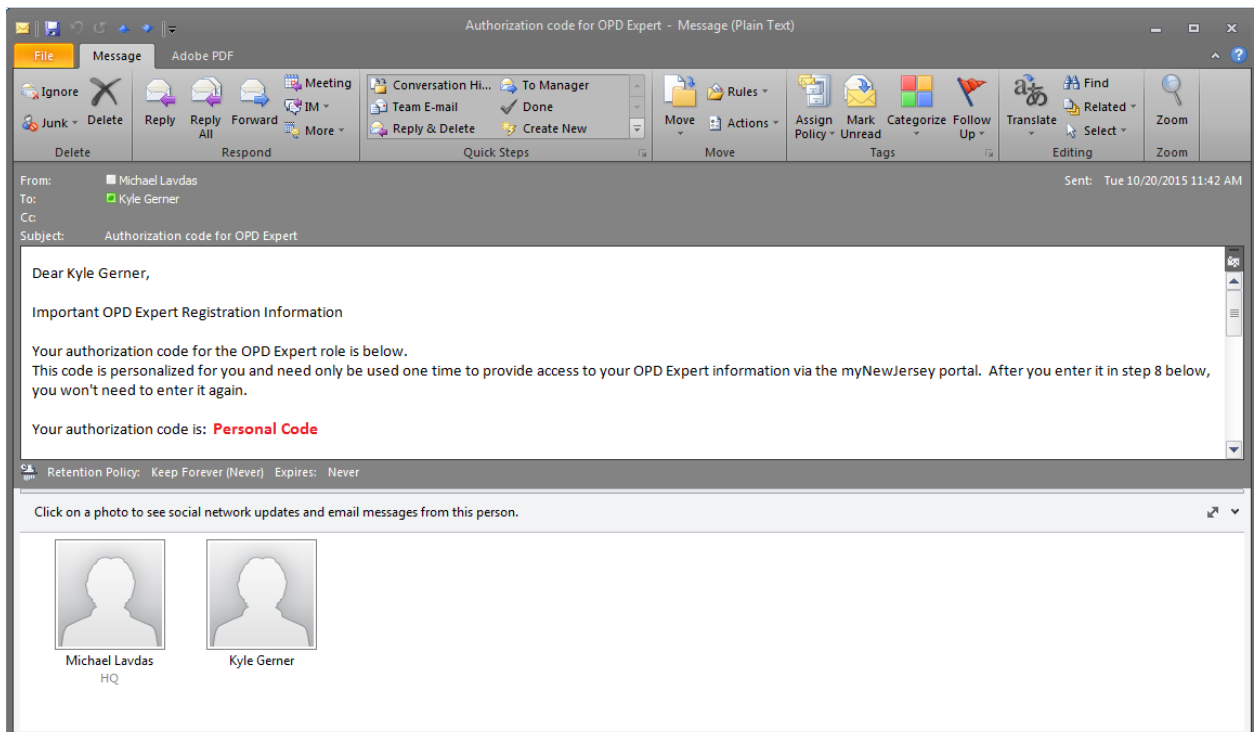 Authorization code for OPD Expert - Message (Plain Text)
File Message Adobe PDF
Ignore
Junk
Delete
Delete
Reply
Reply All
Forward
Meeting
IM
More
Respond
Conversation Hi...
Team E-mail
Reply & Delete
To Manager
Done
Create New
Quick Steps
Move
Rules
Actions
Move
Assign Policy
Mark Unread
Categorize
Follow Up
Tags
Translate
Find
Related
Select
Editing
Zoom
Zoom
From: Michael Lavdas Sent: Tue 10/20/2015 11:42 AM
To: Kyle Gerner
Cc:
Subject: Authorization code for OPD Expert
Dear Kyle Gerner,
Important OPD Expert Registration Information
Your authorization code for the OPD Expert role is below.
This code is personalized for you and need only be used one time to provide access to your OPD Expert information via the myNewJersey portal.  After you enter it in step 8 below,
you won't need to enter it again.
Your authorization code is: Personal Code
Retention Policy: Keep Forever (Never) Expires: Never
Click on a photo to see social network updates and email messages from this person.
Michael Lavdas Kyle Gerner
HQ